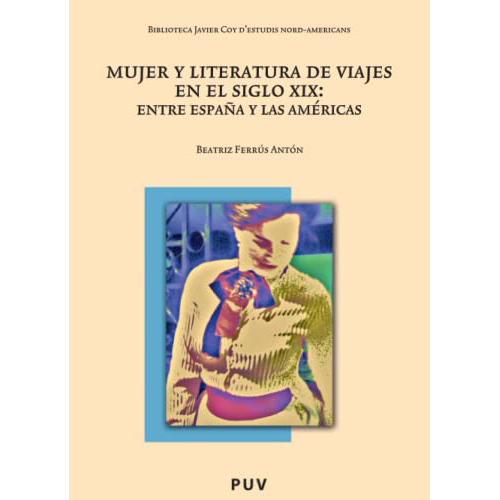 Biblioteca Javier Coy d'estudis nord-americans
MUJER Y LITERATURA DE VIAJES
EN EL SIGLO XIX:
ENTRE ESPAÑA Y LAS AMÉRICAS
Beatriz Ferrús Antón
PUV